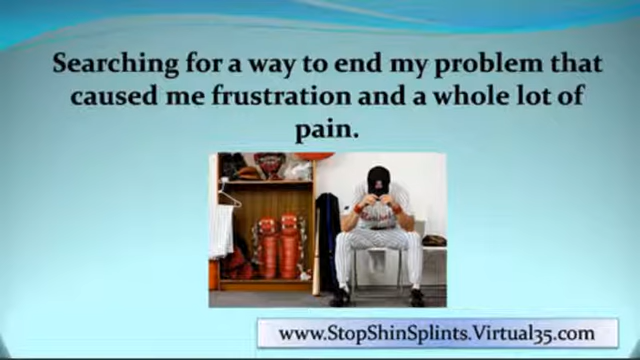 Searching for a way to end my problem that
caused me frustration and a whole lot of
pain.
www.StopShinSplints.Virtual35.com